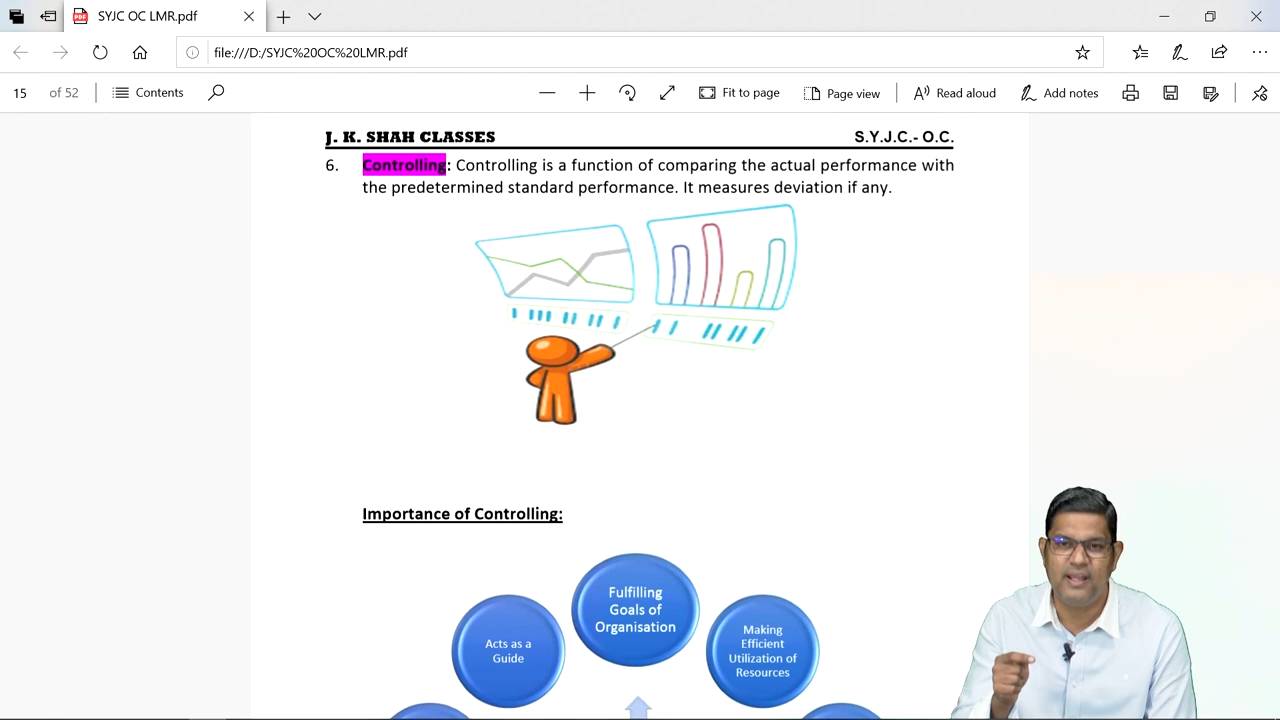 SYJC OC LMR.pdf
PDF
file:///D:/SYJC%20OC%20LMR.pdf
15 of 52 Contents Fit to page Page view Read aloud Add notes
J. K. SHAH CLASSES S.Y.J.C.- O.C.
6. Controlling: Controlling is a function of comparing the actual performance with
the predetermined standard performance. It measures deviation if any.
Importance of Controlling:
Fulfilling
Goals of
Organisation
Acts as a
Guide
Making
Efficient
Utilization of
Resources